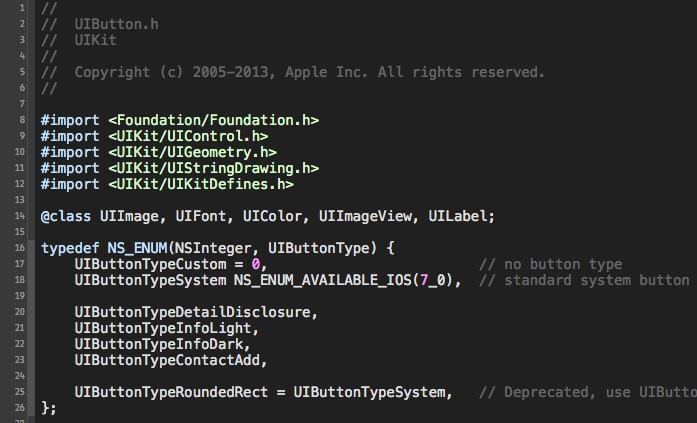 1 //
2 //  UIButton.h
3 //  UIKit
4 //
5 //  Copyright (c) 2005-2013, Apple Inc. All rights reserved.
6 //
7
8 #import <Foundation/Foundation.h>
9 #import <UIKit/UIControl.h>
10 #import <UIKit/UIGeometry.h>
11 #import <UIKit/UIStringDrawing.h>
12 #import <UIKit/UIKitDefines.h>
13
14 @class UIImage, UIFont, UIColor, UIImageView, UILabel;
15
16 typedef NS_ENUM(NSInteger, UIButtonType) {
17     UIButtonTypeCustom = 0,                         // no button type
18     UIButtonTypeSystem NS_ENUM_AVAILABLE_IOS(7_0),  // standard system button
19
20     UIButtonTypeDetailDisclosure,
21     UIButtonTypeInfoLight,
22     UIButtonTypeInfoDark,
23     UIButtonTypeContactAdd,
24
25     UIButtonTypeRoundedRect = UIButtonTypeSystem,   // Deprecated, use UIButto
26 };